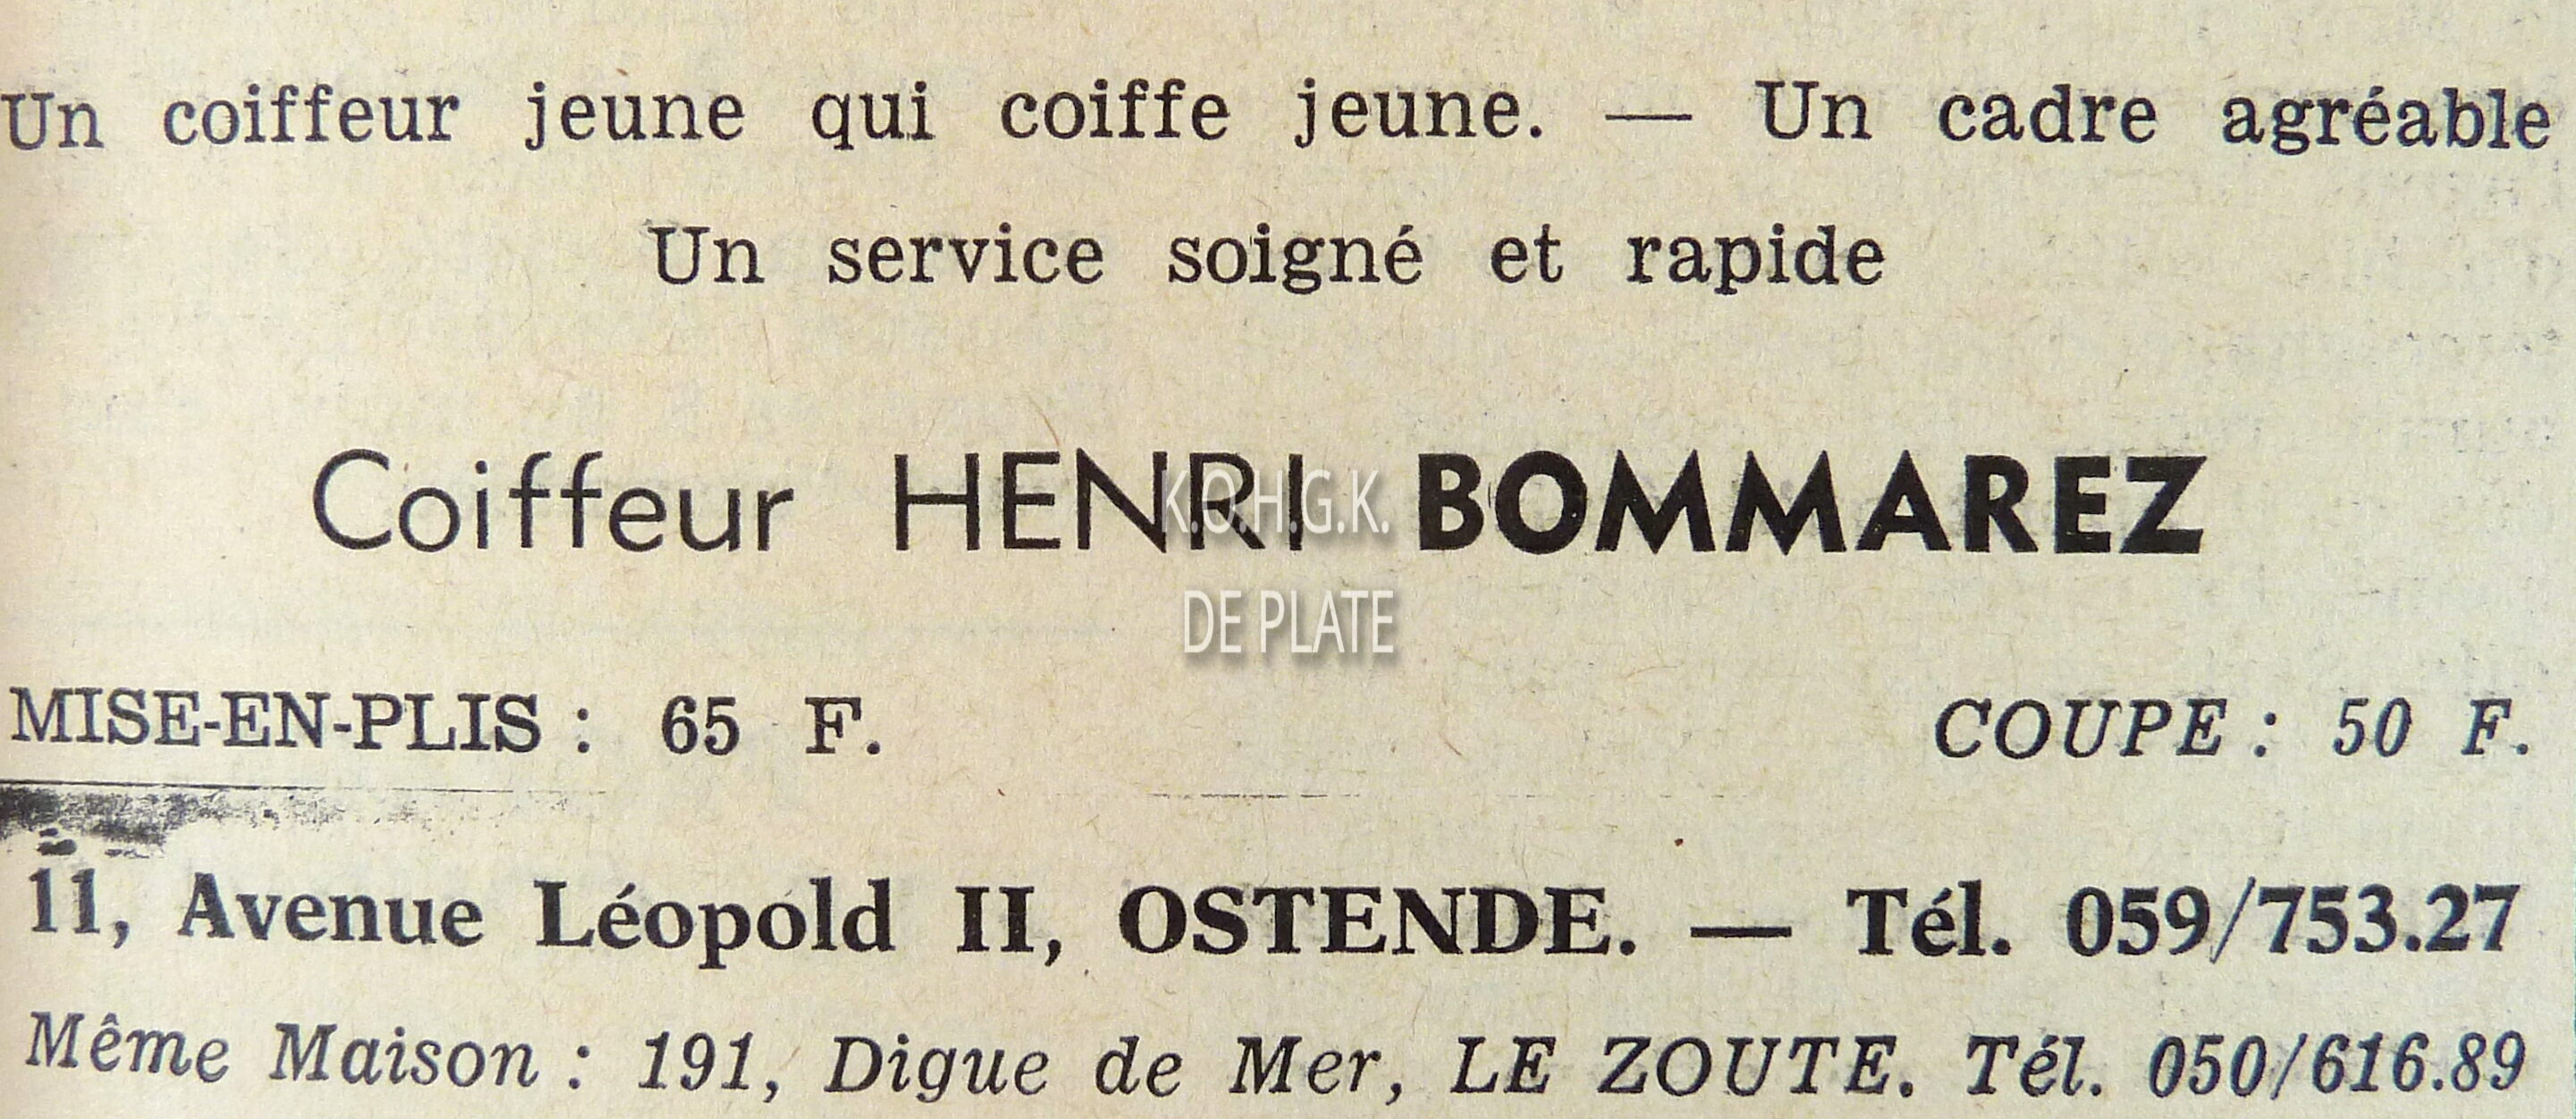 Un coiffeur jeune qui coiffe jeune. — Un cadre agréable
Un service soigné et rapide
Coiffeur HENRI BOMMAREZ
K.O.H.G.K.
DE PLATE
MISE-EN-PLIS : 65 F. COUPE : 50 F.
11, Avenue Léopold II, OSTENDE. — Tél. 059/753.27
Même Maison : 191, Digue de Mer, LE ZOUTE. Tél. 050/616.89